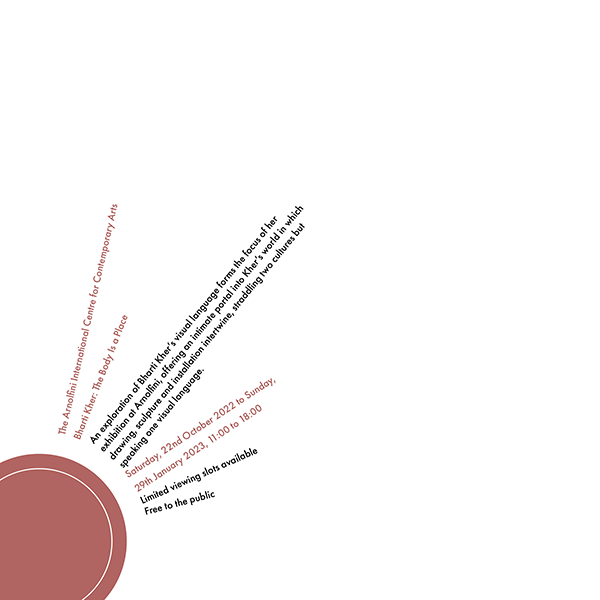 The Arnolfini International Centre for Contemporary Arts
Bharti Kher: The Body Is a Place
An exploration of Bharti Kher's visual language forms the focus of her
exhibition at Arnolfini, offering an intimate portal into Kher's world in which
drawing, sculpture and installation intertwine, straddling two cultures but
speaking one visual language.
Saturday, 22nd October 2022 to Sunday,
29th January 2023, 11:00 to 18:00
Limited viewing slots available
Free to the public